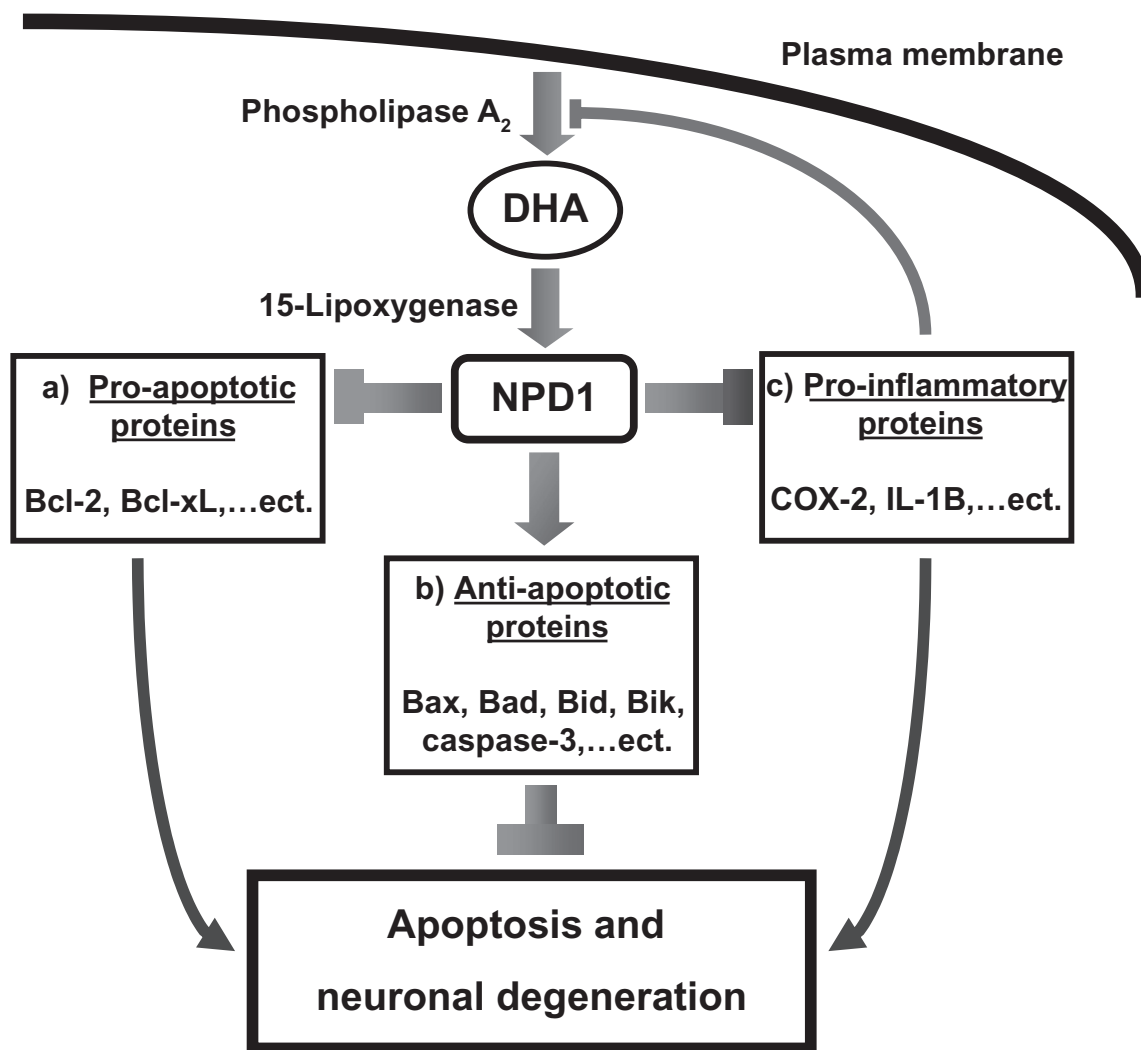 Plasma membrane
Phospholipase A2
DHA
15-Lipoxygenase
NPD1
a) Pro-apoptotic
proteins
Bcl-2, Bcl-xL,…ect.
c) Pro-inflammatory
proteins
COX-2, IL-1B,…ect.
b) Anti-apoptotic
proteins
Bax, Bad, Bid, Bik,
caspase-3,…ect.
Apoptosis and
neuronal degeneration